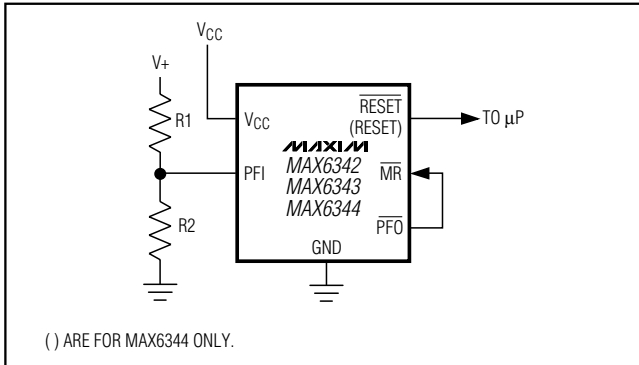 VCC
V+
R1
R2
VCC
PFI
GND
MAXIM
MAX6342
MAX6343
MAX6344
RESET
(RESET)
MR
PFO
TO µP
( ) ARE FOR MAX6344 ONLY.